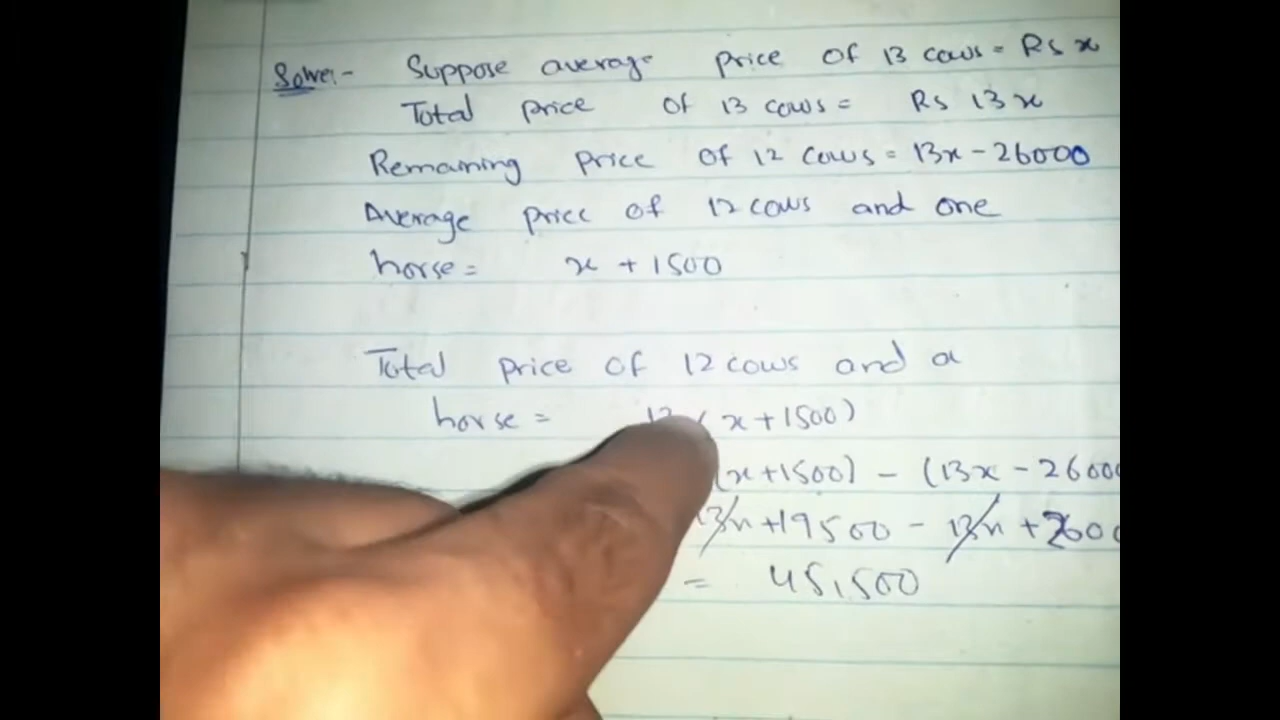 Solve:- Suppose average price of 13 cows = Rs x
Total price of 13 cows = Rs 13x
Remaining price of 12 cows = 13x - 26000
Average price of 12 cows and one
horse = x + 1500
Total price of 12 cows and a
horse = (x + 1500)
(x + 1500) - (13x - 2600
13x + 19500 - 13x + 260
= 45,500